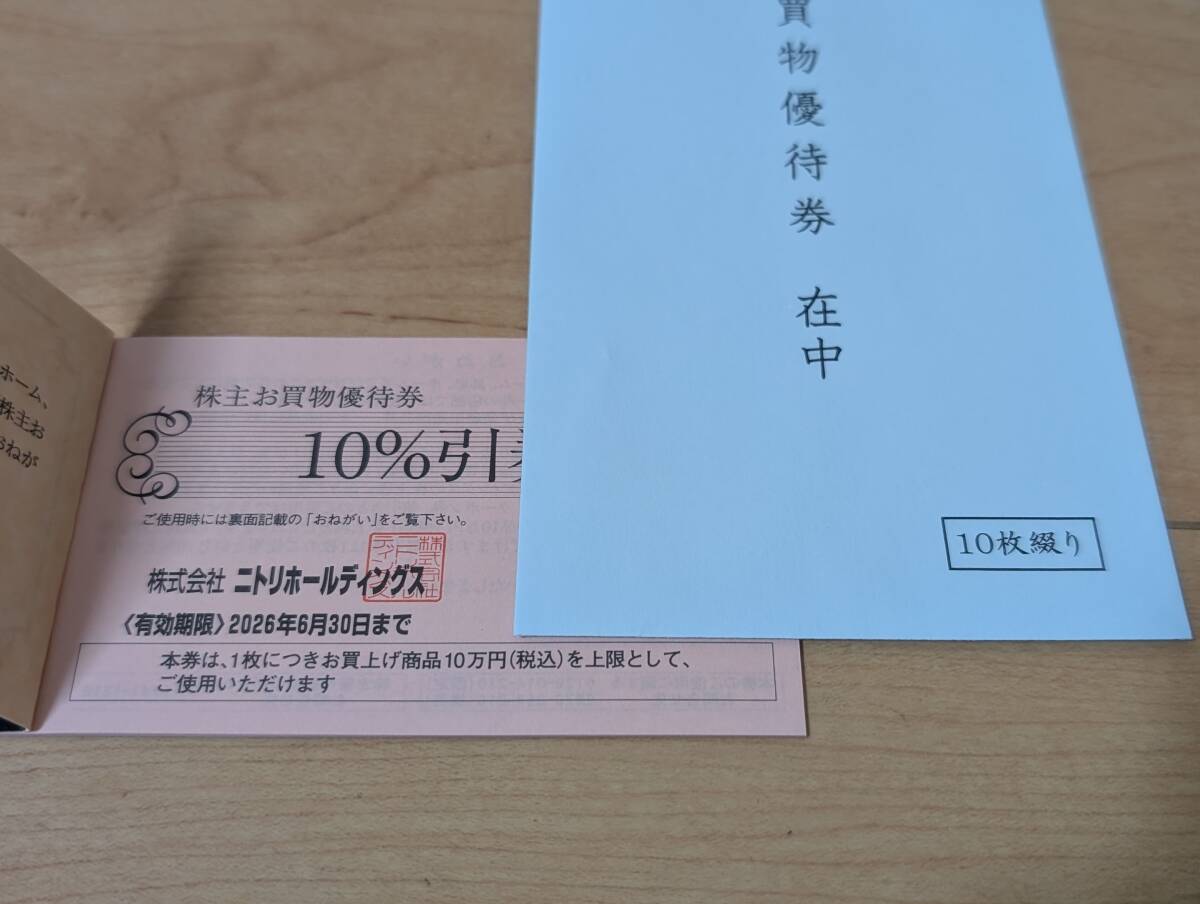 ホーム、
株主お
おねが
株主お買物優待券
10%引
ご使用時には裏面記載の「おねがい」をご覧下さい。
株式会社 ニトリホールディングス
〈有効期限〉2026年6月30日まで
本券は、1枚につきお買上げ商品10万円(税込)を上限として、
ご使用いただけます
買物優待券 在中
10枚綴り